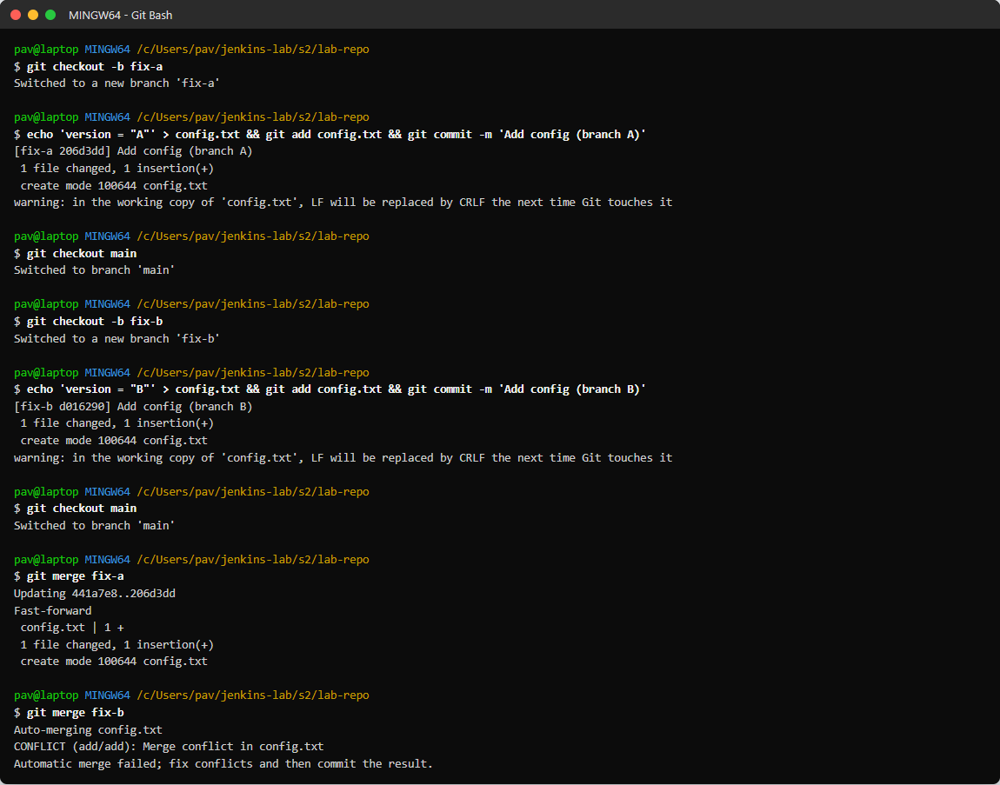 MINGW64 - Git Bash
pav@laptop MINGW64 /c/Users/pav/jenkins-lab/s2/lab-repo
$ git checkout -b fix-a
Switched to a new branch 'fix-a'
pav@laptop MINGW64 /c/Users/pav/jenkins-lab/s2/lab-repo
$ echo 'version = "A"' > config.txt && git add config.txt && git commit -m 'Add config (branch A)'
[fix-a 206d3dd] Add config (branch A)
 1 file changed, 1 insertion(+)
 create mode 100644 config.txt
warning: in the working copy of 'config.txt', LF will be replaced by CRLF the next time Git touches it
pav@laptop MINGW64 /c/Users/pav/jenkins-lab/s2/lab-repo
$ git checkout main
Switched to branch 'main'
pav@laptop MINGW64 /c/Users/pav/jenkins-lab/s2/lab-repo
$ git checkout -b fix-b
Switched to a new branch 'fix-b'
pav@laptop MINGW64 /c/Users/pav/jenkins-lab/s2/lab-repo
$ echo 'version = "B"' > config.txt && git add config.txt && git commit -m 'Add config (branch B)'
[fix-b d016290] Add config (branch B)
 1 file changed, 1 insertion(+)
 create mode 100644 config.txt
warning: in the working copy of 'config.txt', LF will be replaced by CRLF the next time Git touches it
pav@laptop MINGW64 /c/Users/pav/jenkins-lab/s2/lab-repo
$ git checkout main
Switched to branch 'main'
pav@laptop MINGW64 /c/Users/pav/jenkins-lab/s2/lab-repo
$ git merge fix-a
Updating 441a7e8..206d3dd
Fast-forward
 config.txt | 1 +
 1 file changed, 1 insertion(+)
 create mode 100644 config.txt
pav@laptop MINGW64 /c/Users/pav/jenkins-lab/s2/lab-repo
$ git merge fix-b
Auto-merging config.txt
CONFLICT (add/add): Merge conflict in config.txt
Automatic merge failed; fix conflicts and then commit the result.